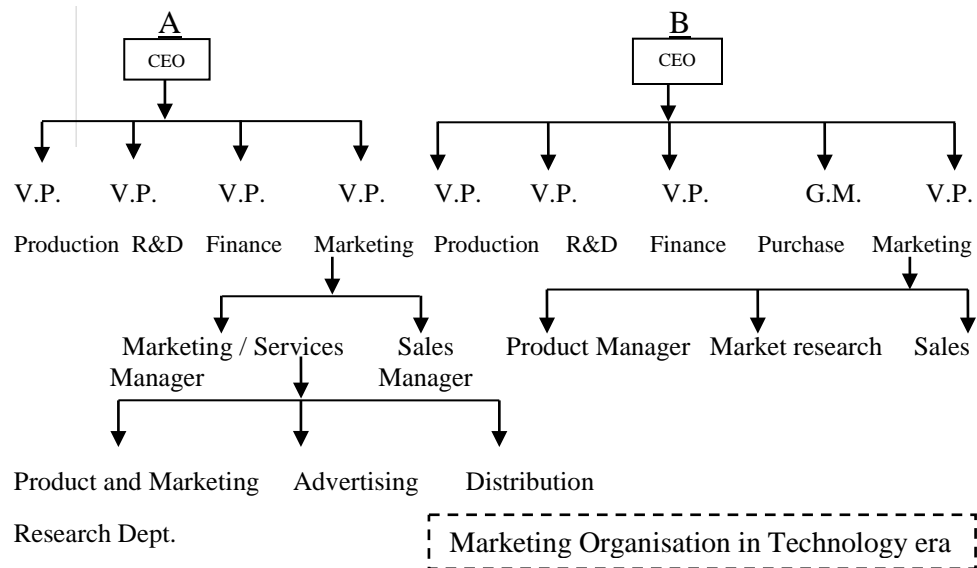 A B
CEO CEO
V.P. V.P. V.P. V.P. V.P. V.P. V.P. G.M. V.P.
Production R&D Finance Marketing Production R&D Finance Purchase Marketing
Marketing / Services Sales Product Manager Market research Sales
Manager Manager
Product and Marketing Advertising Distribution
Research Dept.
Marketing Organisation in Technology era